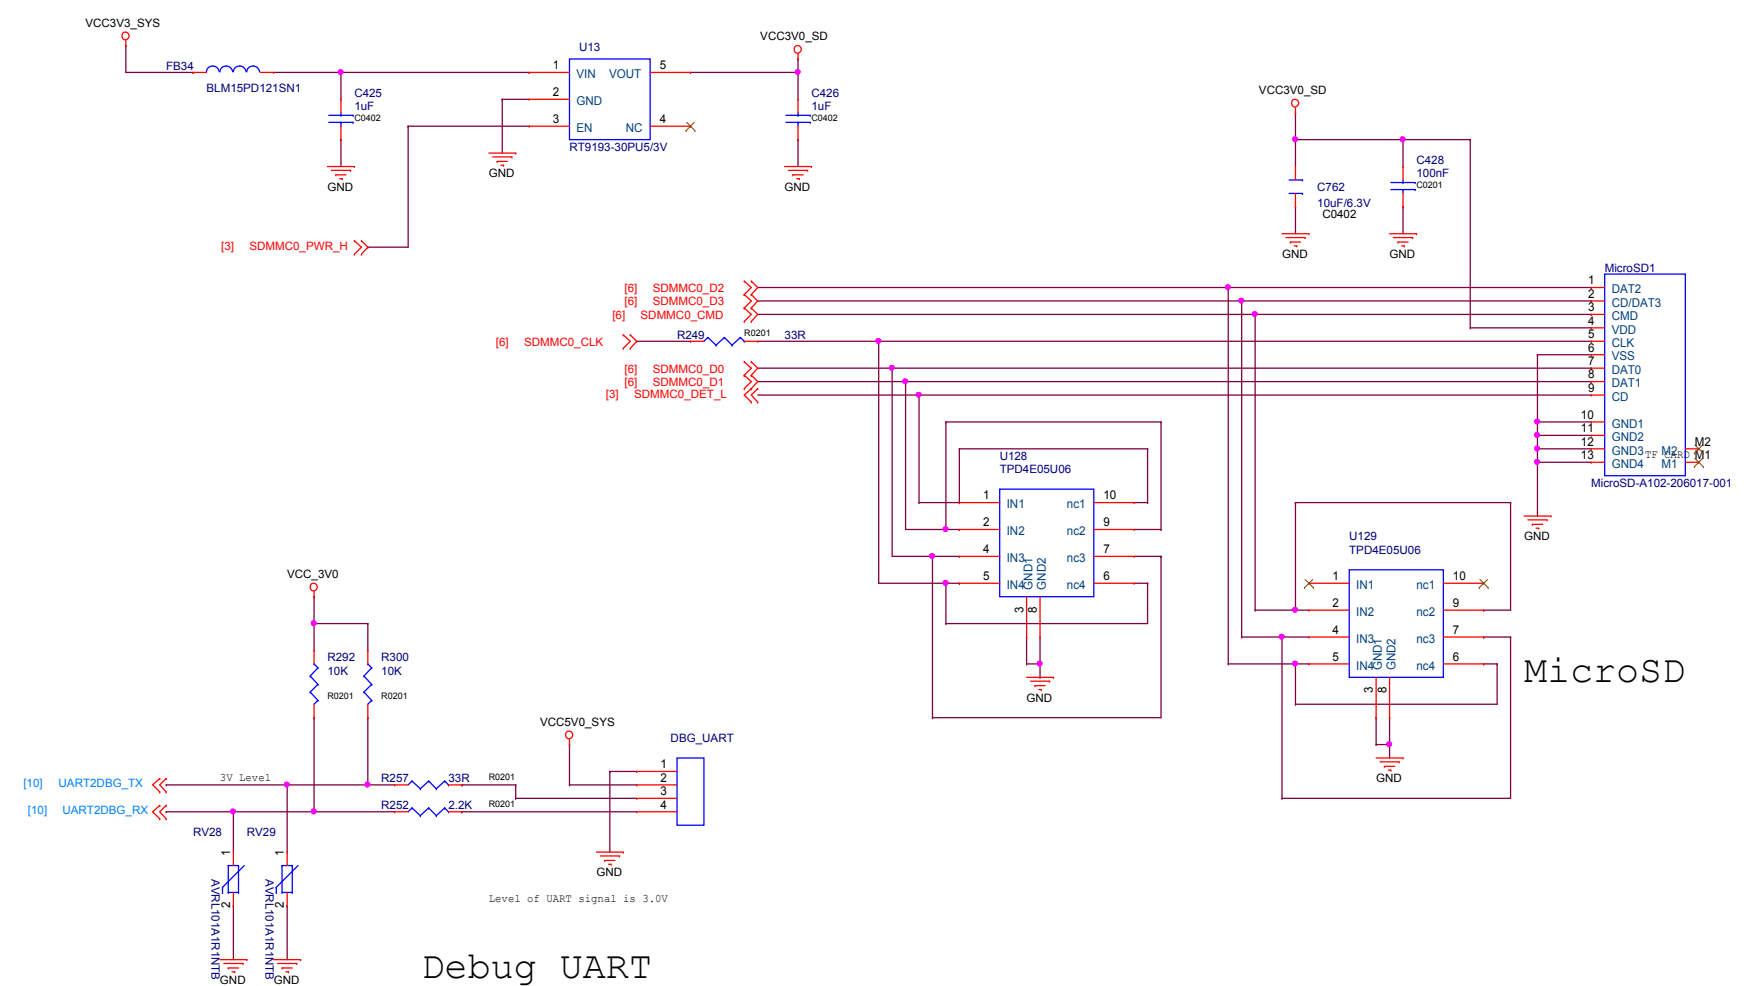 VCC3V3_SYS
FB34
BLM15PD121SN1
C425
1uF
C0402
GND
GND
U13
1
VIN
VOUT
5
2
GND
3
EN
NC
4
RT9193-30PU5/3V
VCC3V0_SD
C426
1uF
C0402
GND
[3] SDMMC0_PWR_H
VCC3V0_SD
C762
10uF/6.3V
C0402
GND
C428
100nF
C0201
GND
[6] SDMMC0_D2
[6] SDMMC0_D3
[6] SDMMC0_CMD
[6] SDMMC0_CLK
R249
R0201
33R
[6] SDMMC0_D0
[6] SDMMC0_D1
[3] SDMMC0_DET_L
MicroSD1
1 DAT2
2 CD/DAT3
3 CMD
4 VDD
5 CLK
6 VSS
7 DAT0
8 DAT1
9 CD
10 GND1
11 GND2
12 GND3 M2 M2
TF CARD
13 GND4 M1 M1
MicroSD-A102-206017-001
GND
U128
TPD4E05U06
1 IN1 nc1 10
2 IN2 nc2 9
4 IN3 nc3 7
5 IN4 nc4 6
GND1
GND2
3
8
GND
U129
TPD4E05U06
1 IN1 nc1 10
2 IN2 nc2 9
4 IN3 nc3 7
5 IN4 nc4 6
GND1
GND2
3
8
GND
MicroSD
VCC_3V0
R292
10K
R0201
R300
10K
R0201
VCC5V0_SYS
DBG_UART
1
2
3
4
[10] UART2DBG_TX
3V Level
R257
33R
R0201
[10] UART2DBG_RX
R252
2.2K
R0201
RV28
1
2
AVRL101A1R1NTB
GND
RV29
1
2
AVRL101A1R1NTB
GND
GND
Level of UART signal is 3.0V
Debug UART